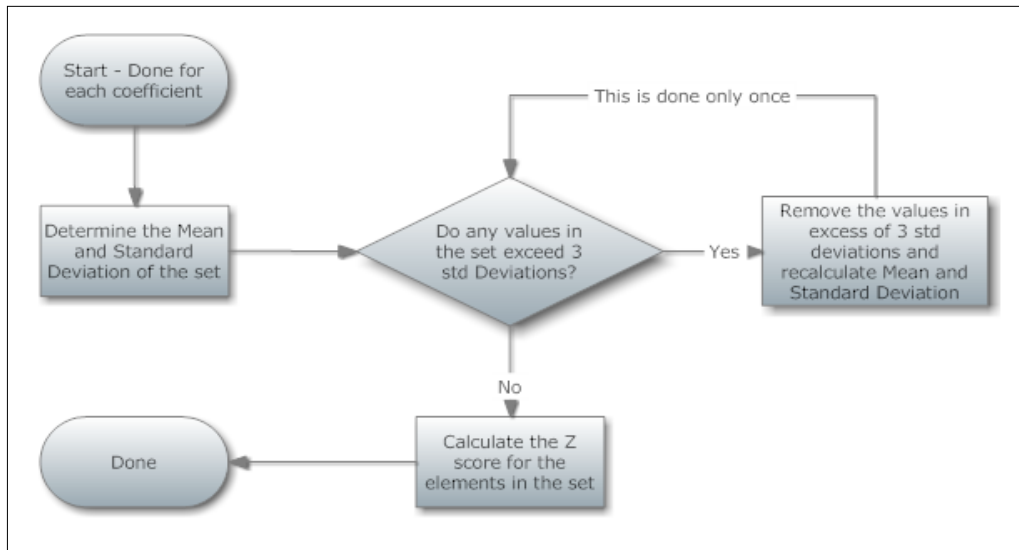 Start - Done for
each coefficient
This is done only once
Determine the Mean
and Standard
Deviation of the set
Do any values in
the set exceed 3
std Deviations?
Yes
Remove the values in
excess of 3 std
deviations and
recalculate Mean and
Standard Deviation
No
Calculate the Z
score for the
elements in the set
Done